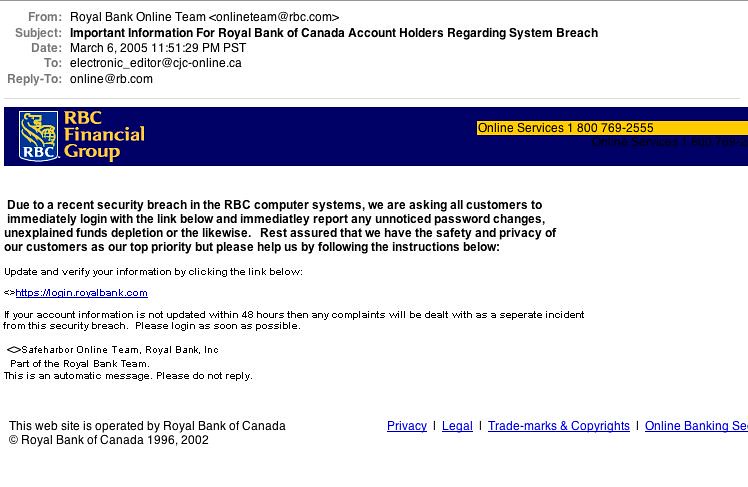 From: Royal Bank Online Team <onlineteam@rbc.com>
Subject: Important Information For Royal Bank of Canada Account Holders Regarding System Breach
Date: March 6, 2005 11:51:29 PM PST
To: electronic_editor@cjc-online.ca
Reply-To: online@rb.com
RBC
Financial
Group
RBC
Online Services 1 800 769-2555
Online Services 1 800 769-
Due to a recent security breach in the RBC computer systems, we are asking all customers to
immediately login with the link below and immediatley report any unnoticed password changes,
unexplained funds depletion or the likewise. Rest assured that we have the safety and privacy of
our customers as our top priority but please help us by following the instructions below:
Update and verify your information by clicking the link below:
<>https://login.royalbank.com
If your account information is not updated within 48 hours then any complaints will be dealt with as a seperate incident
from this security breach. Please login as soon as possible.
<>Safeharbor Online Team, Royal Bank, Inc
Part of the Royal Bank Team.
This is an automatic message. Please do not reply.
This web site is operated by Royal Bank of Canada
© Royal Bank of Canada 1996, 2002
Privacy | Legal | Trade-marks & Copyrights | Online Banking Se